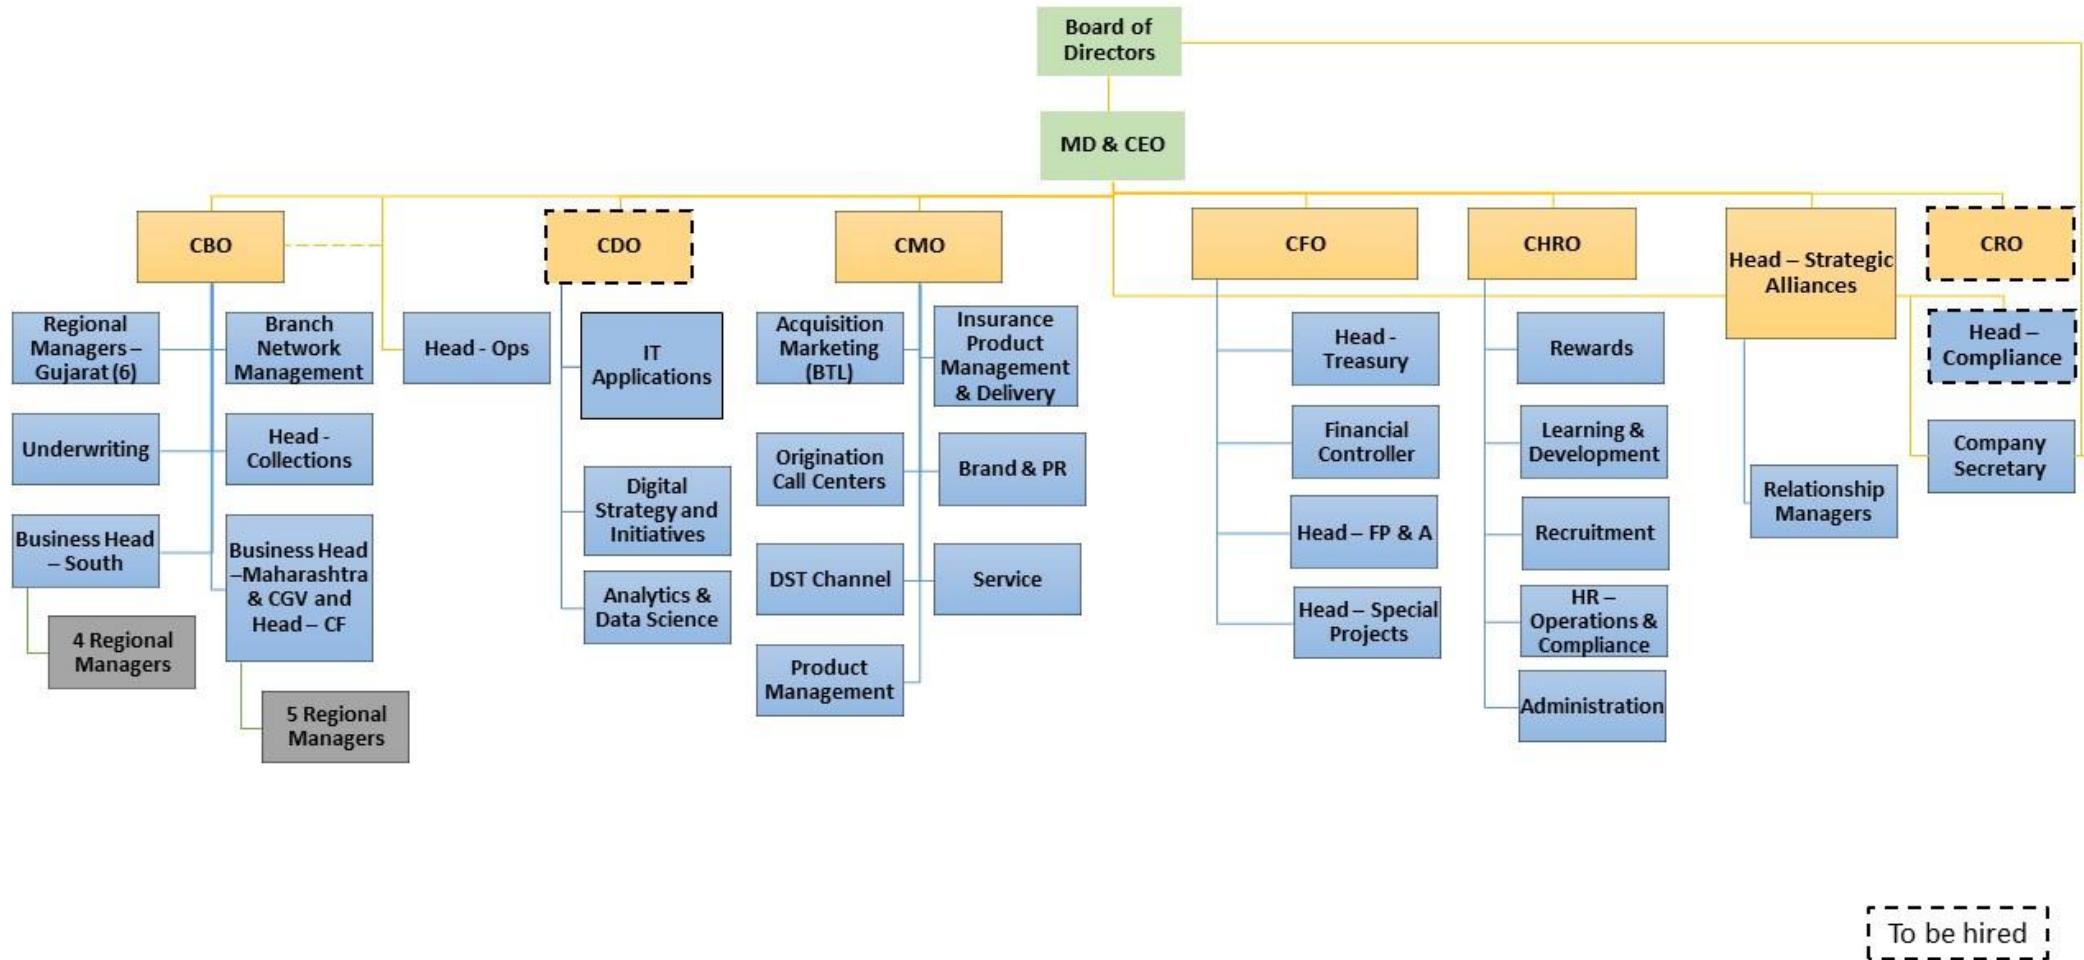 Board of
Directors
MD & CEO
CBO
CDO
CMO
CFO
CHRO
Head – Strategic
Alliances
CRO
Regional
Managers –
Gujarat (6)
Branch
Network
Management
Head - Ops
IT
Applications
Acquisition
Marketing
(BTL)
Insurance
Product
Management
& Delivery
Head -
Treasury
Rewards
Head –
Compliance
Underwriting
Head -
Collections
Origination
Call Centers
Brand & PR
Financial
Controller
Learning &
Development
Company
Secretary
Business Head
– South
Business Head
–Maharashtra
& CGV and
Head – CF
Digital
Strategy and
Initiatives
DST Channel
Service
Head – FP & A
Recruitment
Relationship
Managers
4 Regional
Managers
Analytics &
Data Science
Product
Management
Head – Special
Projects
HR –
Operations &
Compliance
5 Regional
Managers
Administration
To be hired